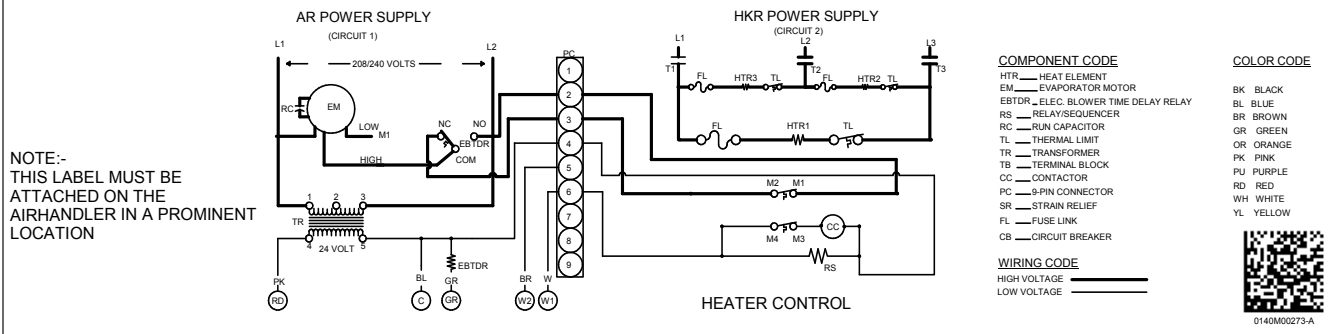 AR POWER SUPPLY
(CIRCUIT 1)
L1
L2
208/240 VOLTS
RC
EM
LOW
M1
HIGH
NC
NO
EBTDR
COM
NOTE:-
THIS LABEL MUST BE
ATTACHED ON THE
AIRHANDLER IN A PROMINENT
LOCATION
1 2 3
TR
4 5
24 VOLT
EBTDR
PK
BL
GR
BR
W
RD
C
GR
W2
W1
PC
1
2
3
4
5
6
7
8
9
HKR POWER SUPPLY
(CIRCUIT 2)
L1
L2
L3
T1
T2
T3
FL
HTR3
TL
FL
HTR2
TL
FL
HTR1
TL
M2
M1
M4
M3
CC
RS
HEATER CONTROL
COMPONENT CODE
HTR HEAT ELEMENT
EM EVAPORATOR MOTOR
EBTDR ELEC. BLOWER TIME DELAY RELAY
RS RELAY/SEQUENCER
RC RUN CAPACITOR
TL THERMAL LIMIT
TR TRANSFORMER
TB TERMINAL BLOCK
CC CONTACTOR
PC 9-PIN CONNECTOR
SR STRAIN RELIEF
FL FUSE LINK
CB CIRCUIT BREAKER
WIRING CODE
HIGH VOLTAGE
LOW VOLTAGE
COLOR CODE
BK BLACK
BL BLUE
BR BROWN
GR GREEN
OR ORANGE
PK PINK
PU PURPLE
RD RED
WH WHITE
YL YELLOW
0140M00273-A